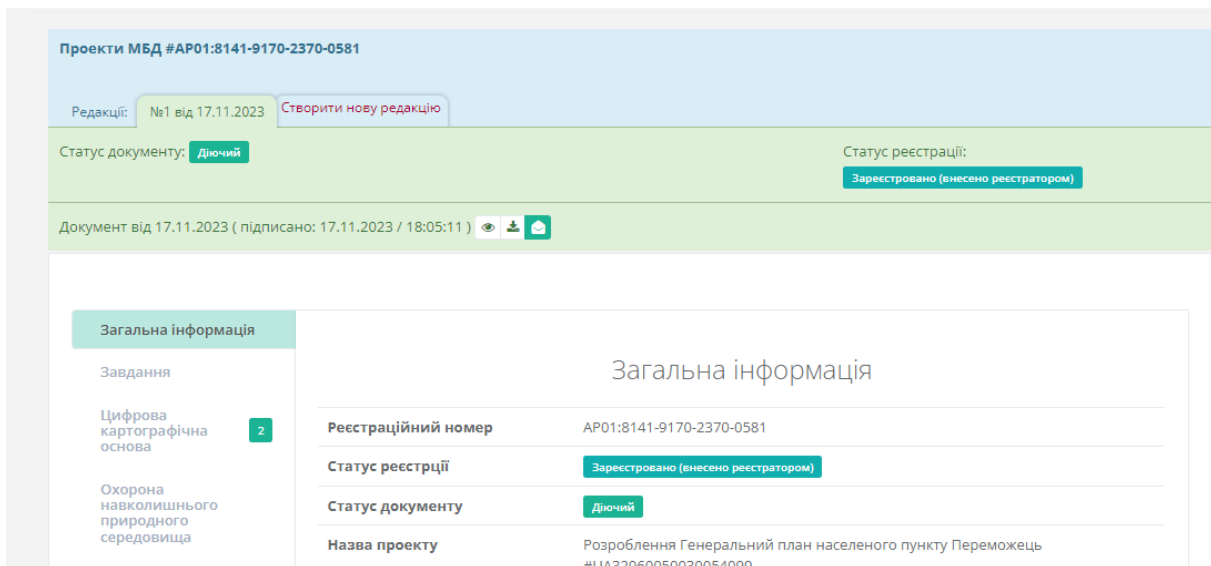 Проекти МБД #AP01:8141-9170-2370-0581
Редакції: №1 від 17.11.2023 Створити нову редакцію
Статус документу: Діючий
Статус реєстрації:
Зареєстровано (внесено реєстратором)
Документ від 17.11.2023 ( підписано: 17.11.2023 / 18:05:11 )
Загальна інформація
Завдання
Цифрова
картографічна
основа
2
Охорона
навколишнього
природного
середовища
Загальна інформація
Реєстраційний номер AP01:8141-9170-2370-0581
Статус реєстрції Зареєстровано (внесено реєстратором)
Статус документу Діючий
Назва проекту Розроблення Генеральний план населеного пункту Переможець
#UA32060050030054099